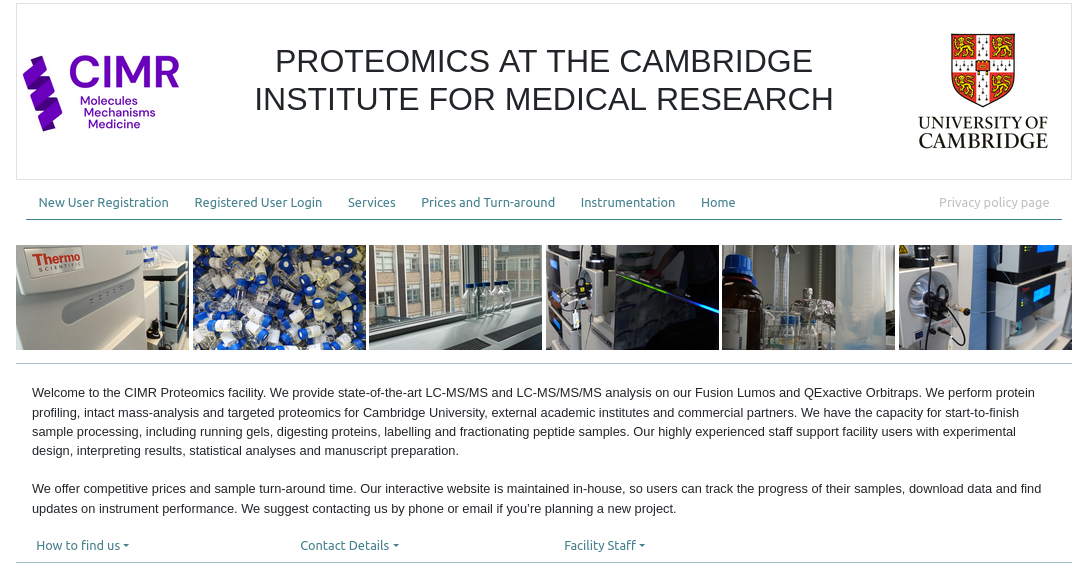 CIMR
Molecules
Mechanisms
Medicine
PROTEOMICS AT THE CAMBRIDGE
INSTITUTE FOR MEDICAL RESEARCH
UNIVERSITY OF
CAMBRIDGE
New User Registration Registered User Login Services Prices and Turn-around Instrumentation Home Privacy policy page
Thermo
SCIENTIFIC
Welcome to the CIMR Proteomics facility. We provide state-of-the-art LC-MS/MS and LC-MS/MS/MS analysis on our Fusion Lumos and QExactive Orbitraps. We perform protein
profiling, intact mass-analysis and targeted proteomics for Cambridge University, external academic institutes and commercial partners. We have the capacity for start-to-finish
sample processing, including running gels, digesting proteins, labelling and fractionating peptide samples. Our highly experienced staff support facility users with experimental
design, interpreting results, statistical analyses and manuscript preparation.
We offer competitive prices and sample turn-around time. Our interactive website is maintained in-house, so users can track the progress of their samples, download data and find
updates on instrument performance. We suggest contacting us by phone or email if you’re planning a new project.
How to find us Contact Details Facility Staff